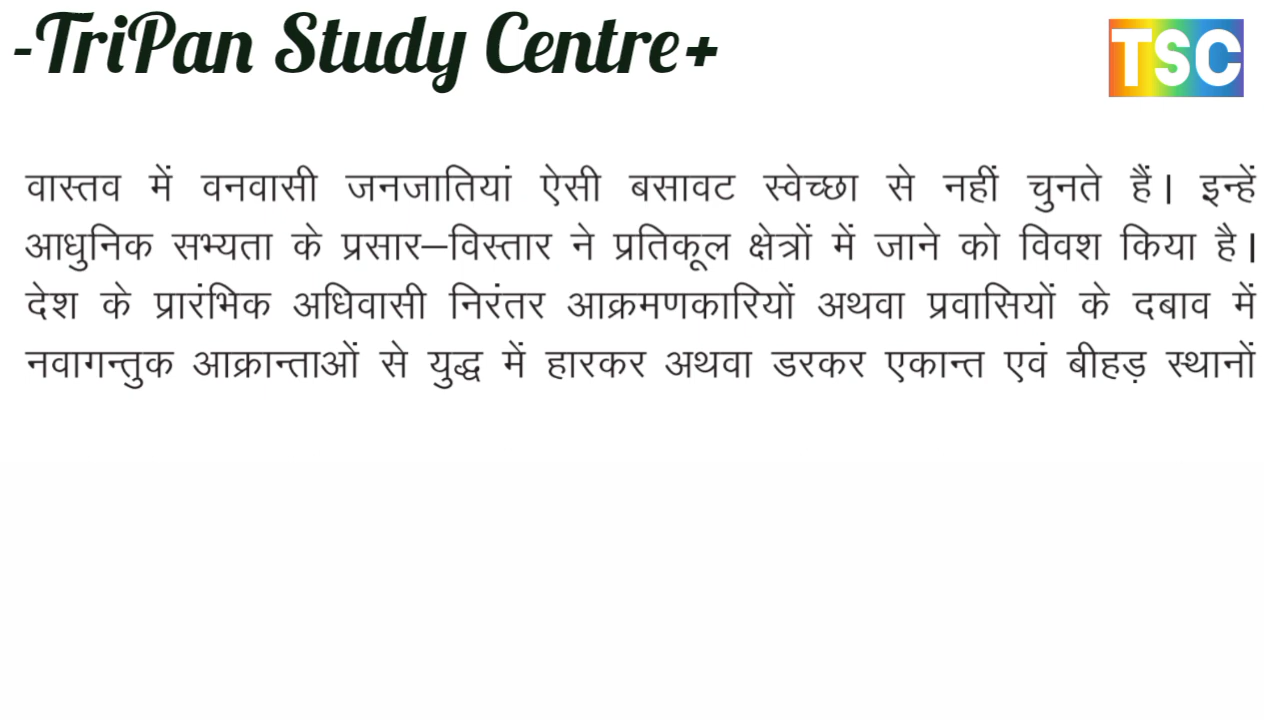 -TriPan Study Centre+
TSC
वास्तव में वनवासी जनजातियां ऐसी बसावट स्वेच्छा से नहीं चुनते हैं। इन्हें
आधुनिक सभ्यता के प्रसार–विस्तार ने प्रतिकूल क्षेत्रों में जाने को विवश किया है।
देश के प्रारंभिक अधिवासी निरंतर आक्रमणकारियों अथवा प्रवासियों के दबाव में
नवागन्तुक आक्रान्ताओं से युद्ध में हारकर अथवा डरकर एकान्त एवं बीहड़ स्थानों